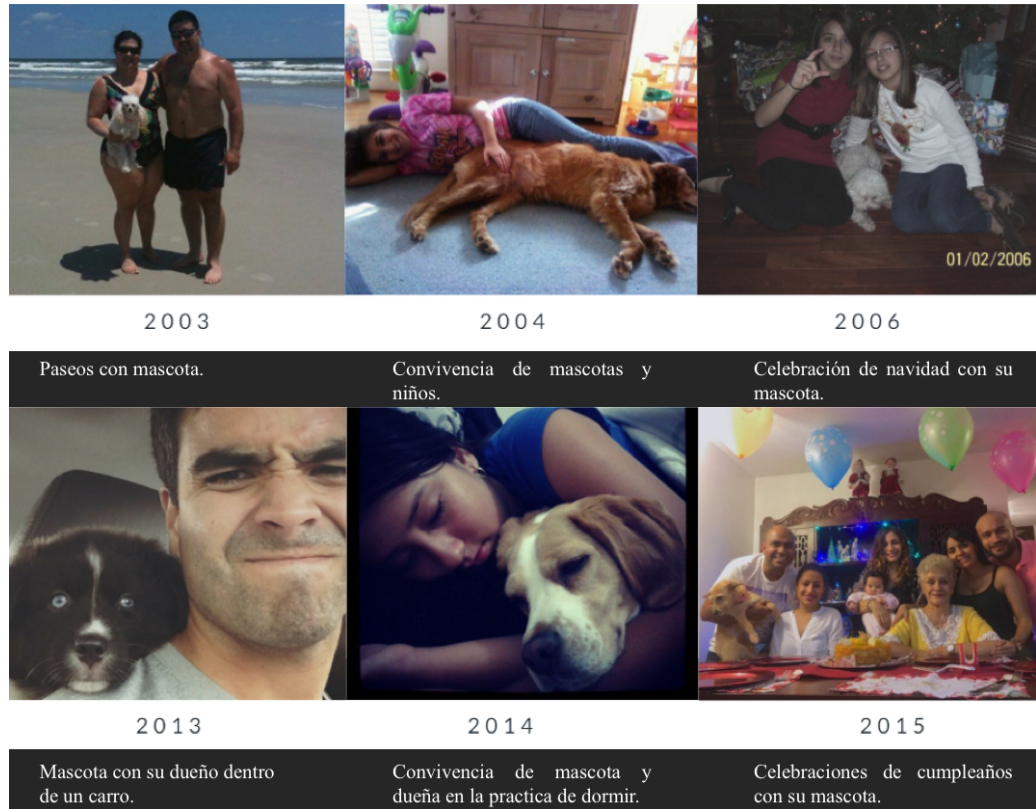 01/02/2006
2003
2004
2006
Paseos con mascota.
Convivencia de mascotas y
niños.
Celebración de navidad con su
mascota.
2013
2014
2015
Mascota con su dueño dentro
de un carro.
Convivencia de mascota y
dueña en la practica de dormir.
Celebraciones de cumpleaños
con su mascota.